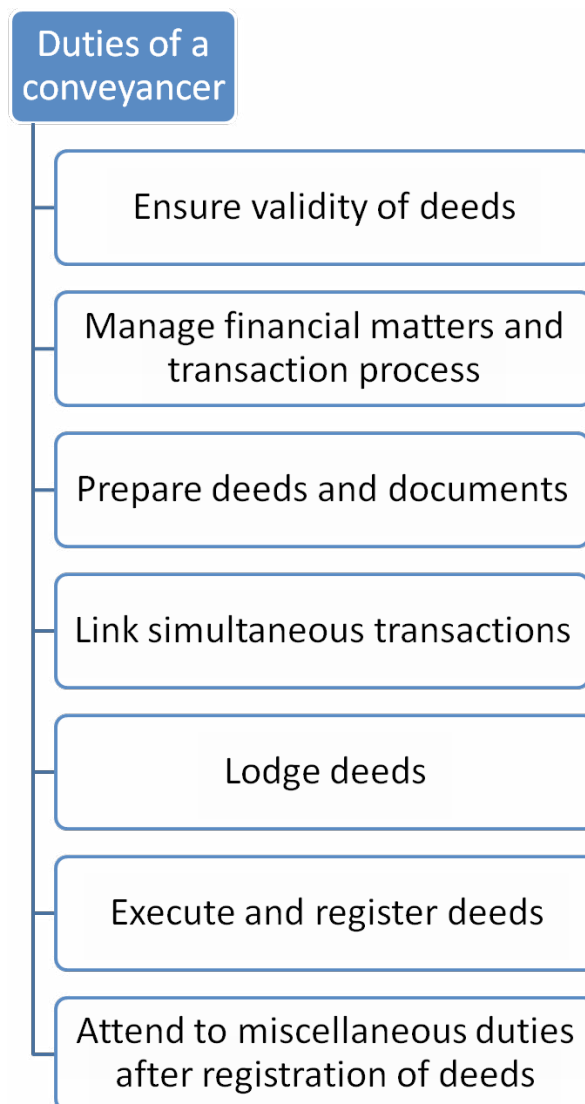 Duties of a
conveyancer
Ensure validity of deeds
Manage financial matters and
transaction process
Prepare deeds and documents
Link simultaneous transactions
Lodge deeds
Execute and register deeds
Attend to miscellaneous duties
after registration of deeds